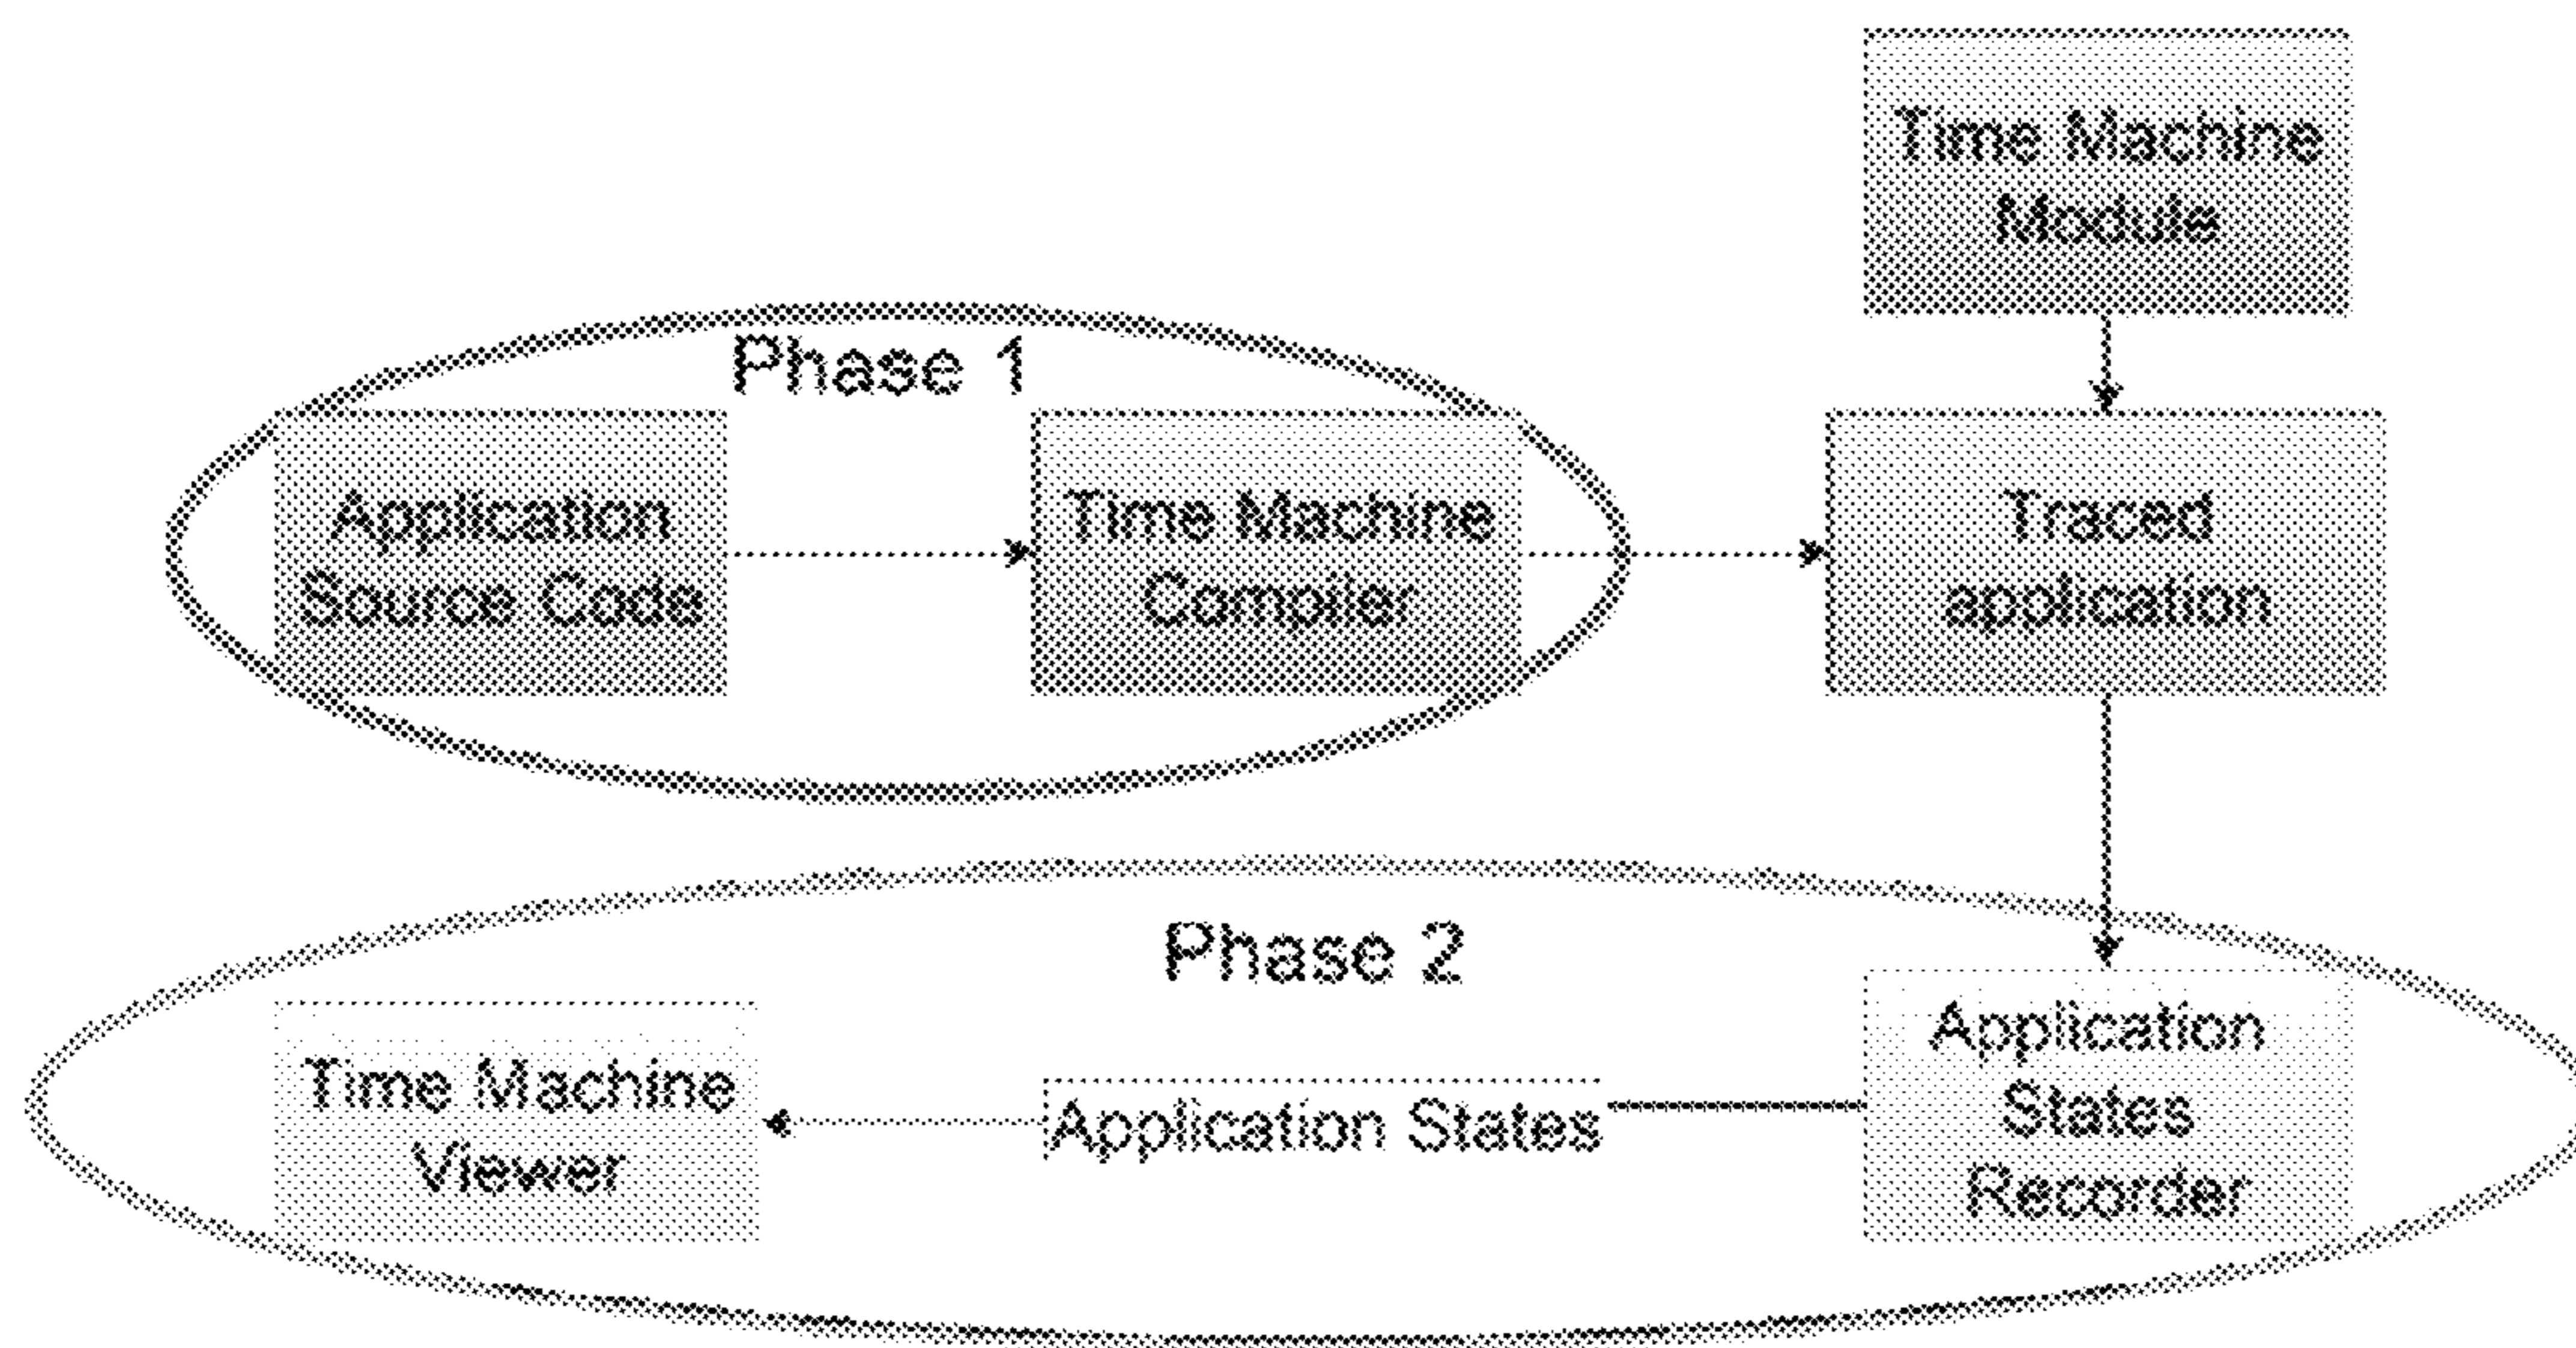 Time Machine
Module
Phase 1
Application
Source Code
Time Machine
Compiler
Traced
application
Phase 2
Time Machine
Viewer
Application States
Application
States
Recorder